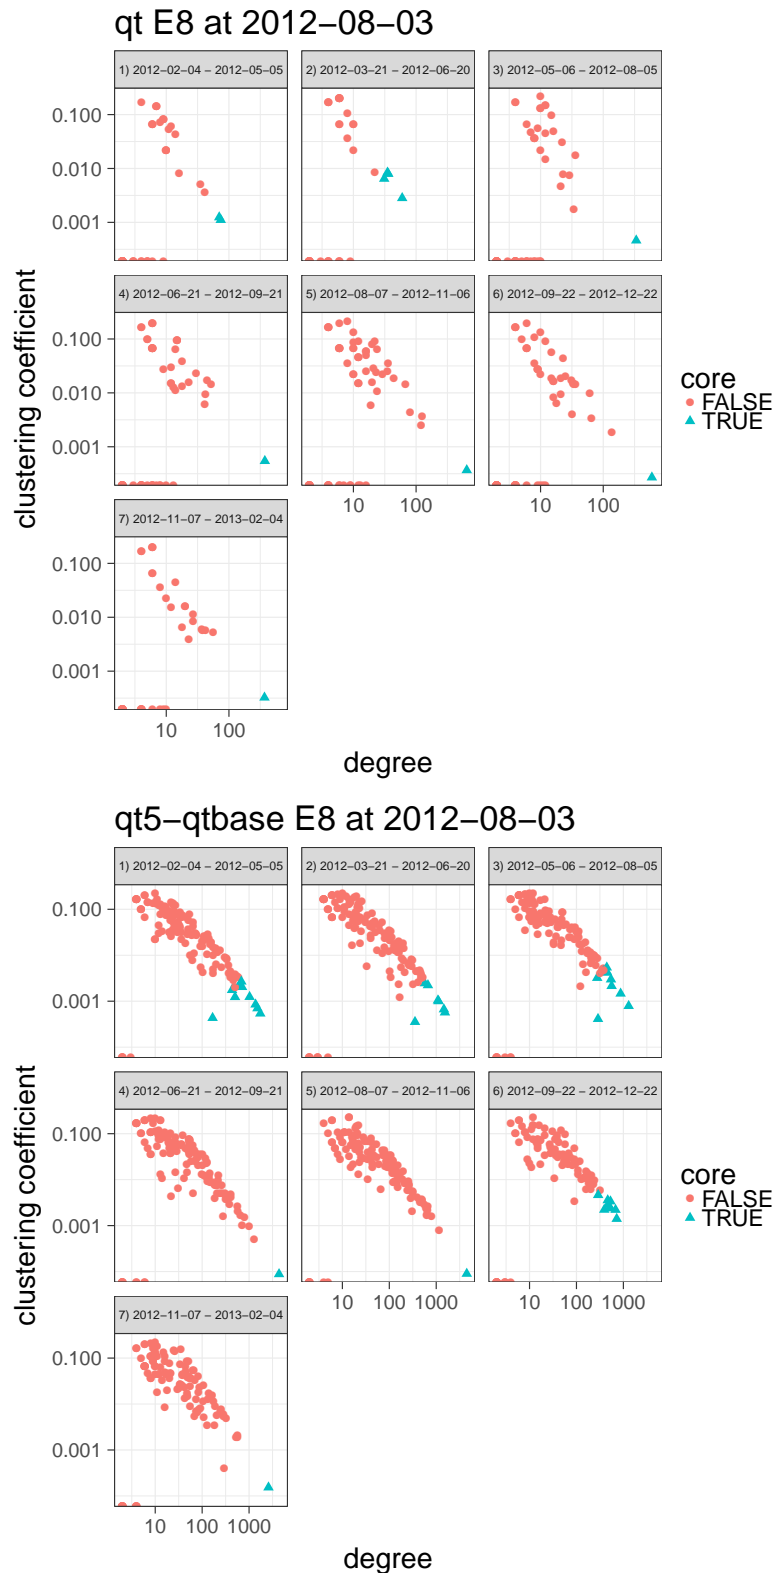 qt E8 at 2012−08−03
1) 2012−02−04 − 2012−05−05
2) 2012−03−21 − 2012−06−20
3) 2012−05−06 − 2012−08−05
0.100
0.010
0.001
4) 2012−06−21 − 2012−09−21
5) 2012−08−07 − 2012−11−06
6) 2012−09−22 − 2012−12−22
0.100
0.010
0.001
10
100
10
100
7) 2012−11−07 − 2013−02−04
0.100
0.010
0.001
10
100
clustering coefficient
degree
core
FALSE
TRUE
qt5−qtbase E8 at 2012−08−03
1) 2012−02−04 − 2012−05−05
2) 2012−03−21 − 2012−06−20
3) 2012−05−06 − 2012−08−05
0.100
0.001
4) 2012−06−21 − 2012−09−21
5) 2012−08−07 − 2012−11−06
6) 2012−09−22 − 2012−12−22
0.100
0.001
10
100
1000
10
100
1000
7) 2012−11−07 − 2013−02−04
0.100
0.001
10
100
1000
clustering coefficient
degree
core
FALSE
TRUE